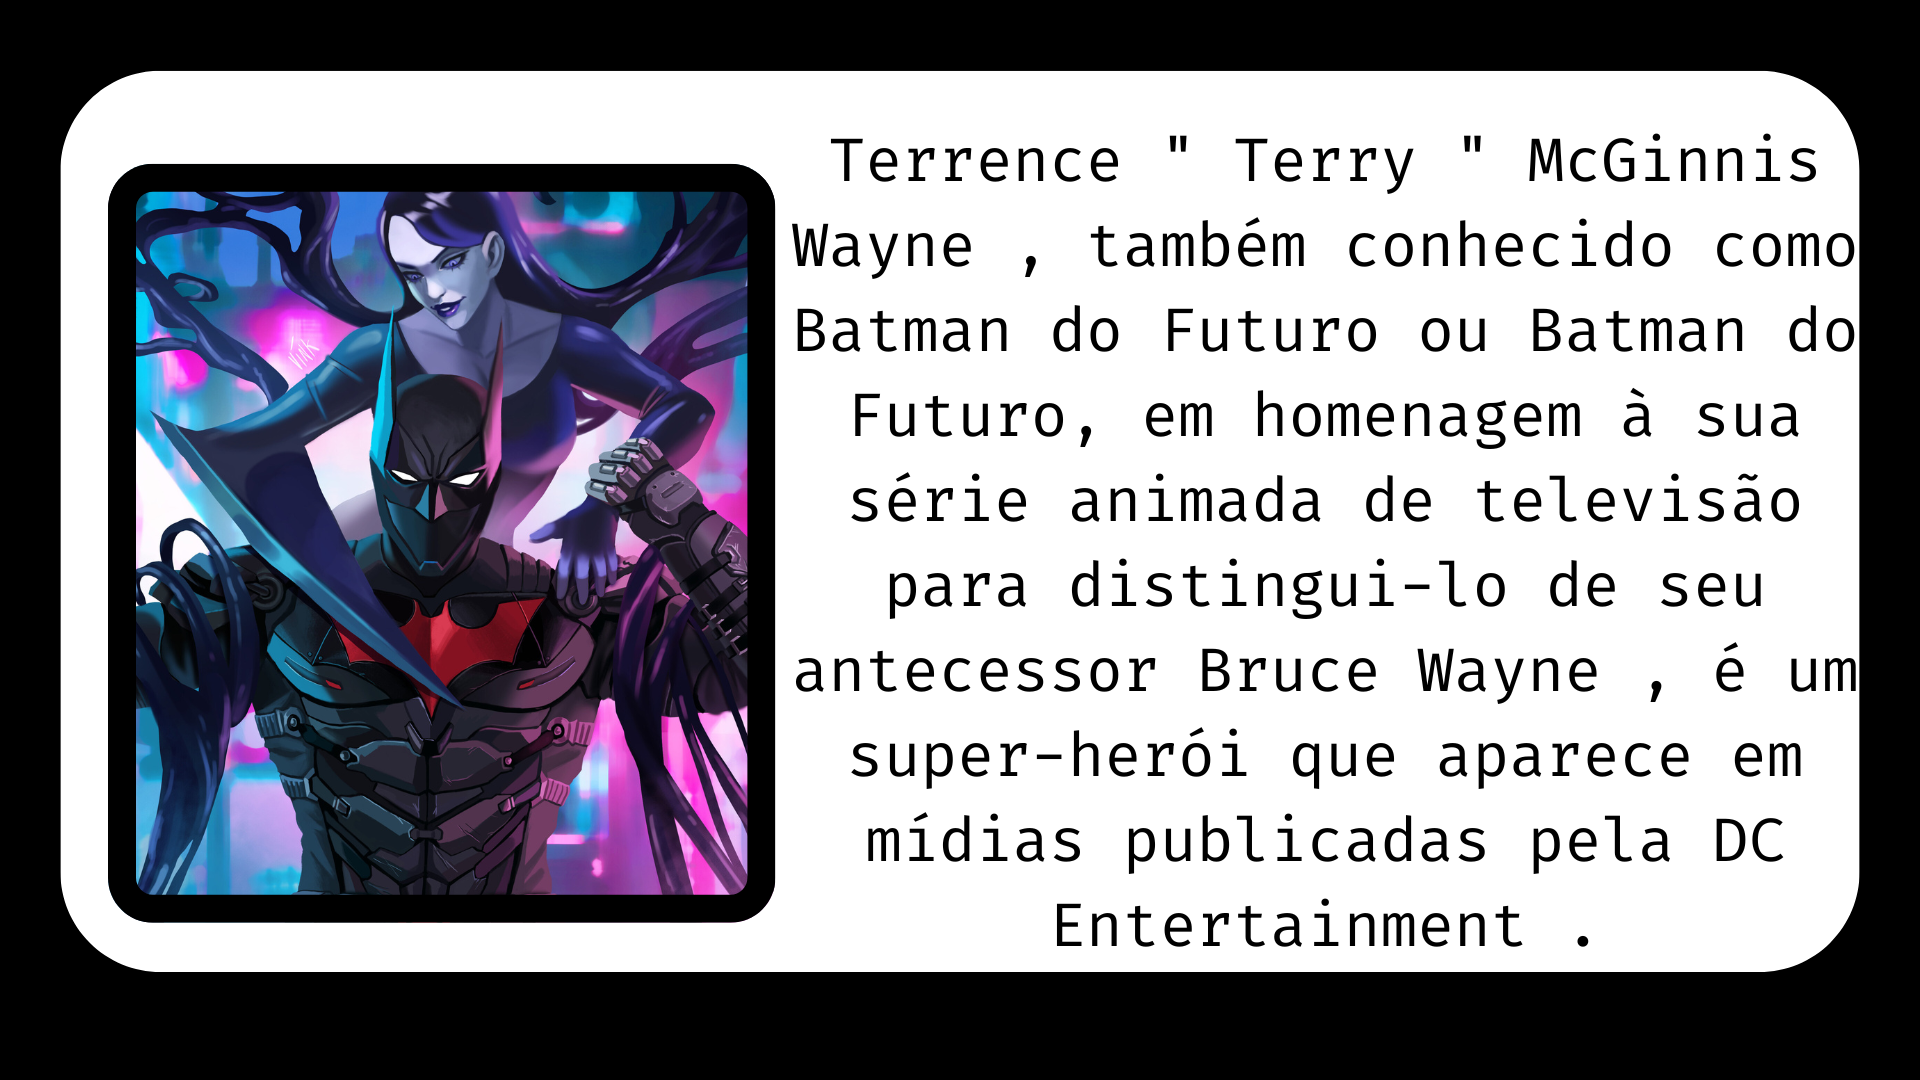 Terrence " Terry " McGinnis
Wayne , também conhecido como
Batman do Futuro ou Batman do
Futuro, em homenagem à sua
série animada de televisão
para distingui-lo de seu
antecessor Bruce Wayne , é um
super-herói que aparece em
mídias publicadas pela DC
Entertainment .